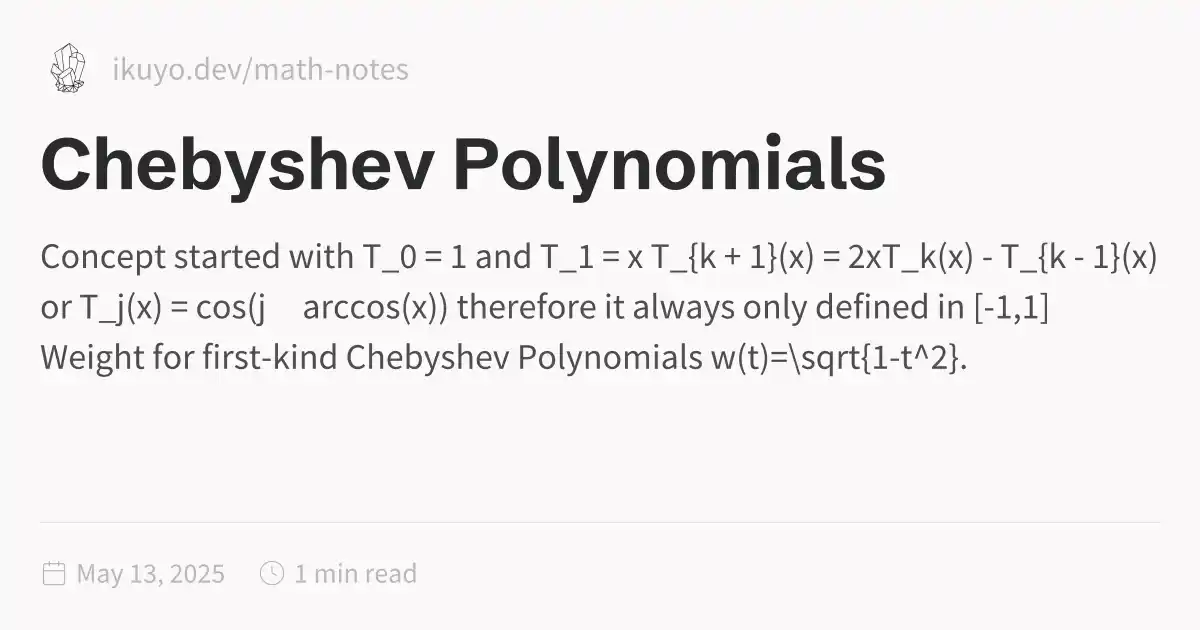 ikuyo.dev/math-notes
Chebyshev Polynomials
Concept started with T_0 = 1 and T_1 = x T_{k + 1}(x) = 2xT_k(x) - T_{k - 1}(x)
or T_j(x) = cos(j arccos(x)) therefore it always only defined in [-1,1]
Weight for first-kind Chebyshev Polynomials w(t)=\sqrt{1-t^2}.
May 13, 2025 1 min read